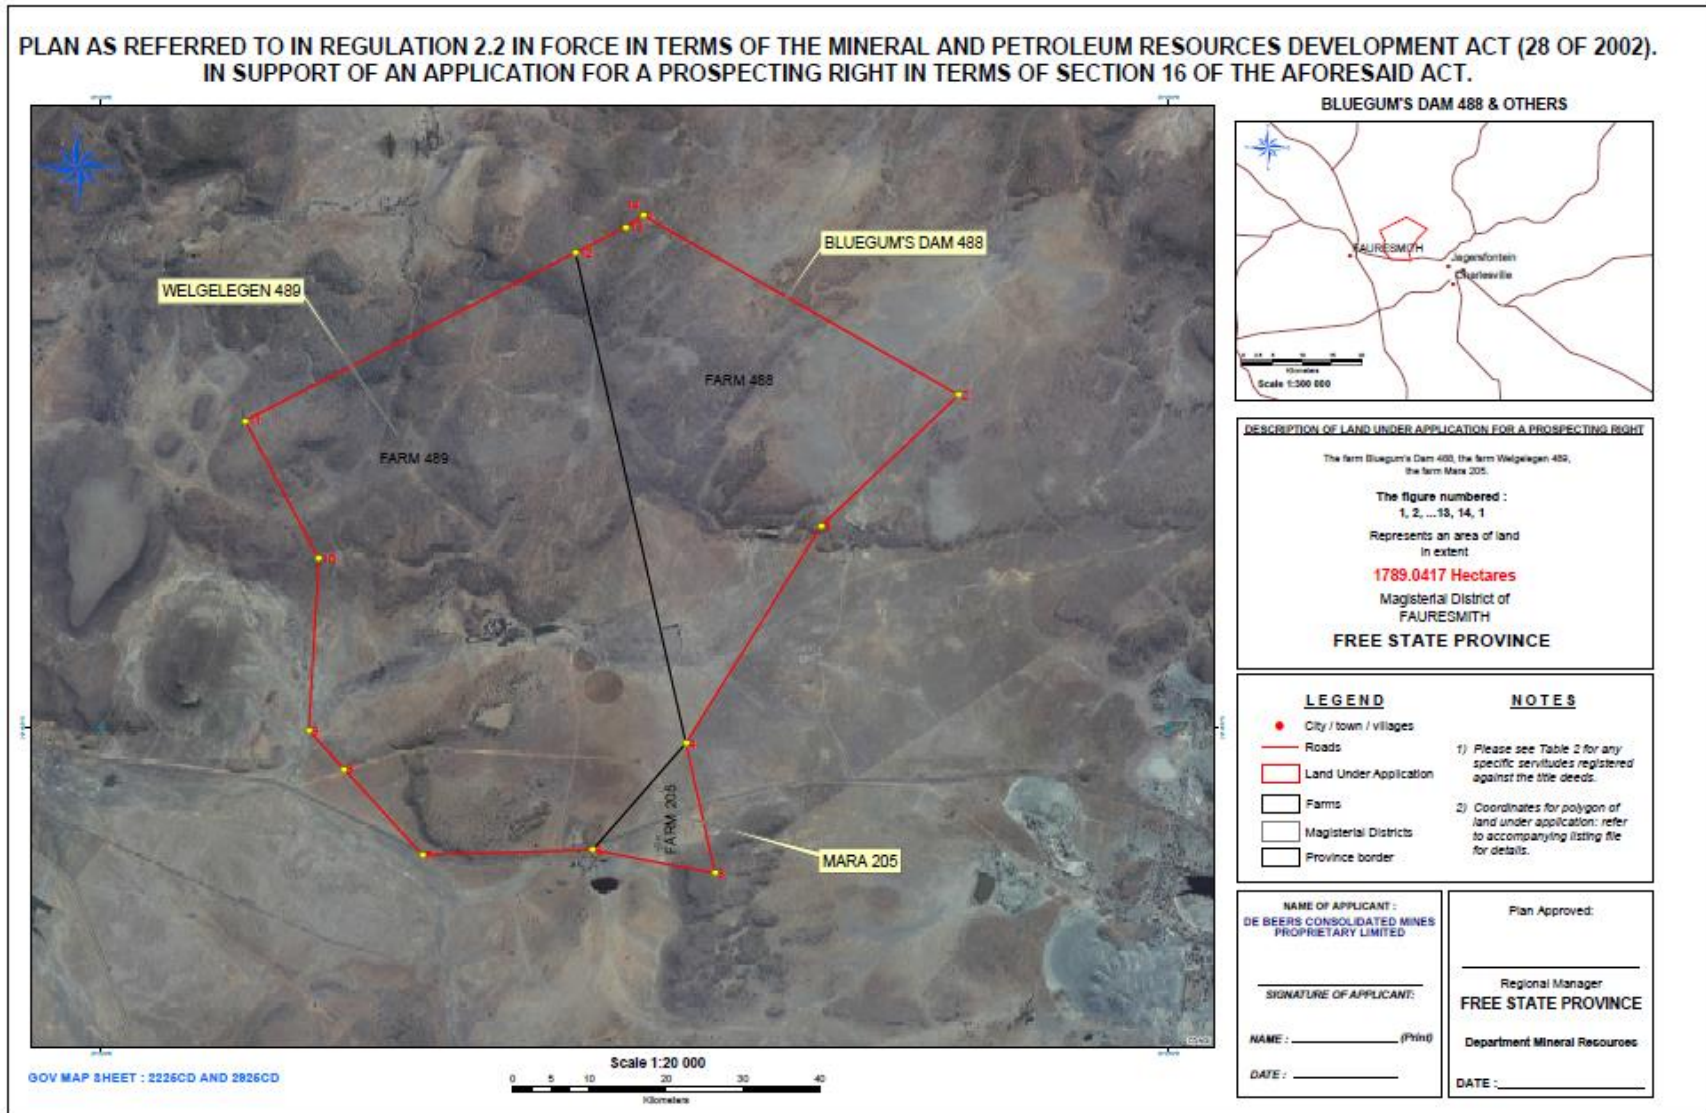 PLAN AS REFERRED TO IN REGULATION 2.2 IN FORCE IN TERMS OF THE MINERAL AND PETROLEUM RESOURCES DEVELOPMENT ACT (28 OF 2002).
IN SUPPORT OF AN APPLICATION FOR A PROSPECTING RIGHT IN TERMS OF SECTION 16 OF THE AFORESAID ACT.
BLUEGUM'S DAM 488 & OTHERS
BLUEGUM'S DAM 488
WELGELEGEN 489
FARM 488
FARM 489
FARM 205
MARA 205
14
13
2
11
10
FAURESMITH
Jagersfontein
Charlesville
Kilometers
Scale 1:300 000
DESCRIPTION OF LAND UNDER APPLICATION FOR A PROSPECTING RIGHT
The farm Bluegum's Dam 488, the farm Welgelegen 489,
the farm Mara 205.
The figure numbered :
1, 2, ...13, 14, 1
Represents an area of land
in extent
1789.0417 Hectares
Magisterial District of
FAURESMITH
FREE STATE PROVINCE
LEGEND
City / town / villages
Roads
Land Under Application
Farms
Magisterial Districts
Province border
NOTES
1) Please see Table 2 for any
specific servitudes registered
against the title deeds.
2) Coordinates for polygon of
land under application: refer
to accompanying listing file
for details.
NAME OF APPLICANT :
DE BEERS CONSOLIDATED MINES
PROPRIETARY LIMITED
SIGNATURE OF APPLICANT:
NAME : (Print)
DATE :
Plan Approved:
Regional Manager
FREE STATE PROVINCE
Department Mineral Resources
DATE :
GOV MAP SHEET : 2225CD AND 2925CD
Scale 1:20 000
0 5 10 20 30 40
Kilometers